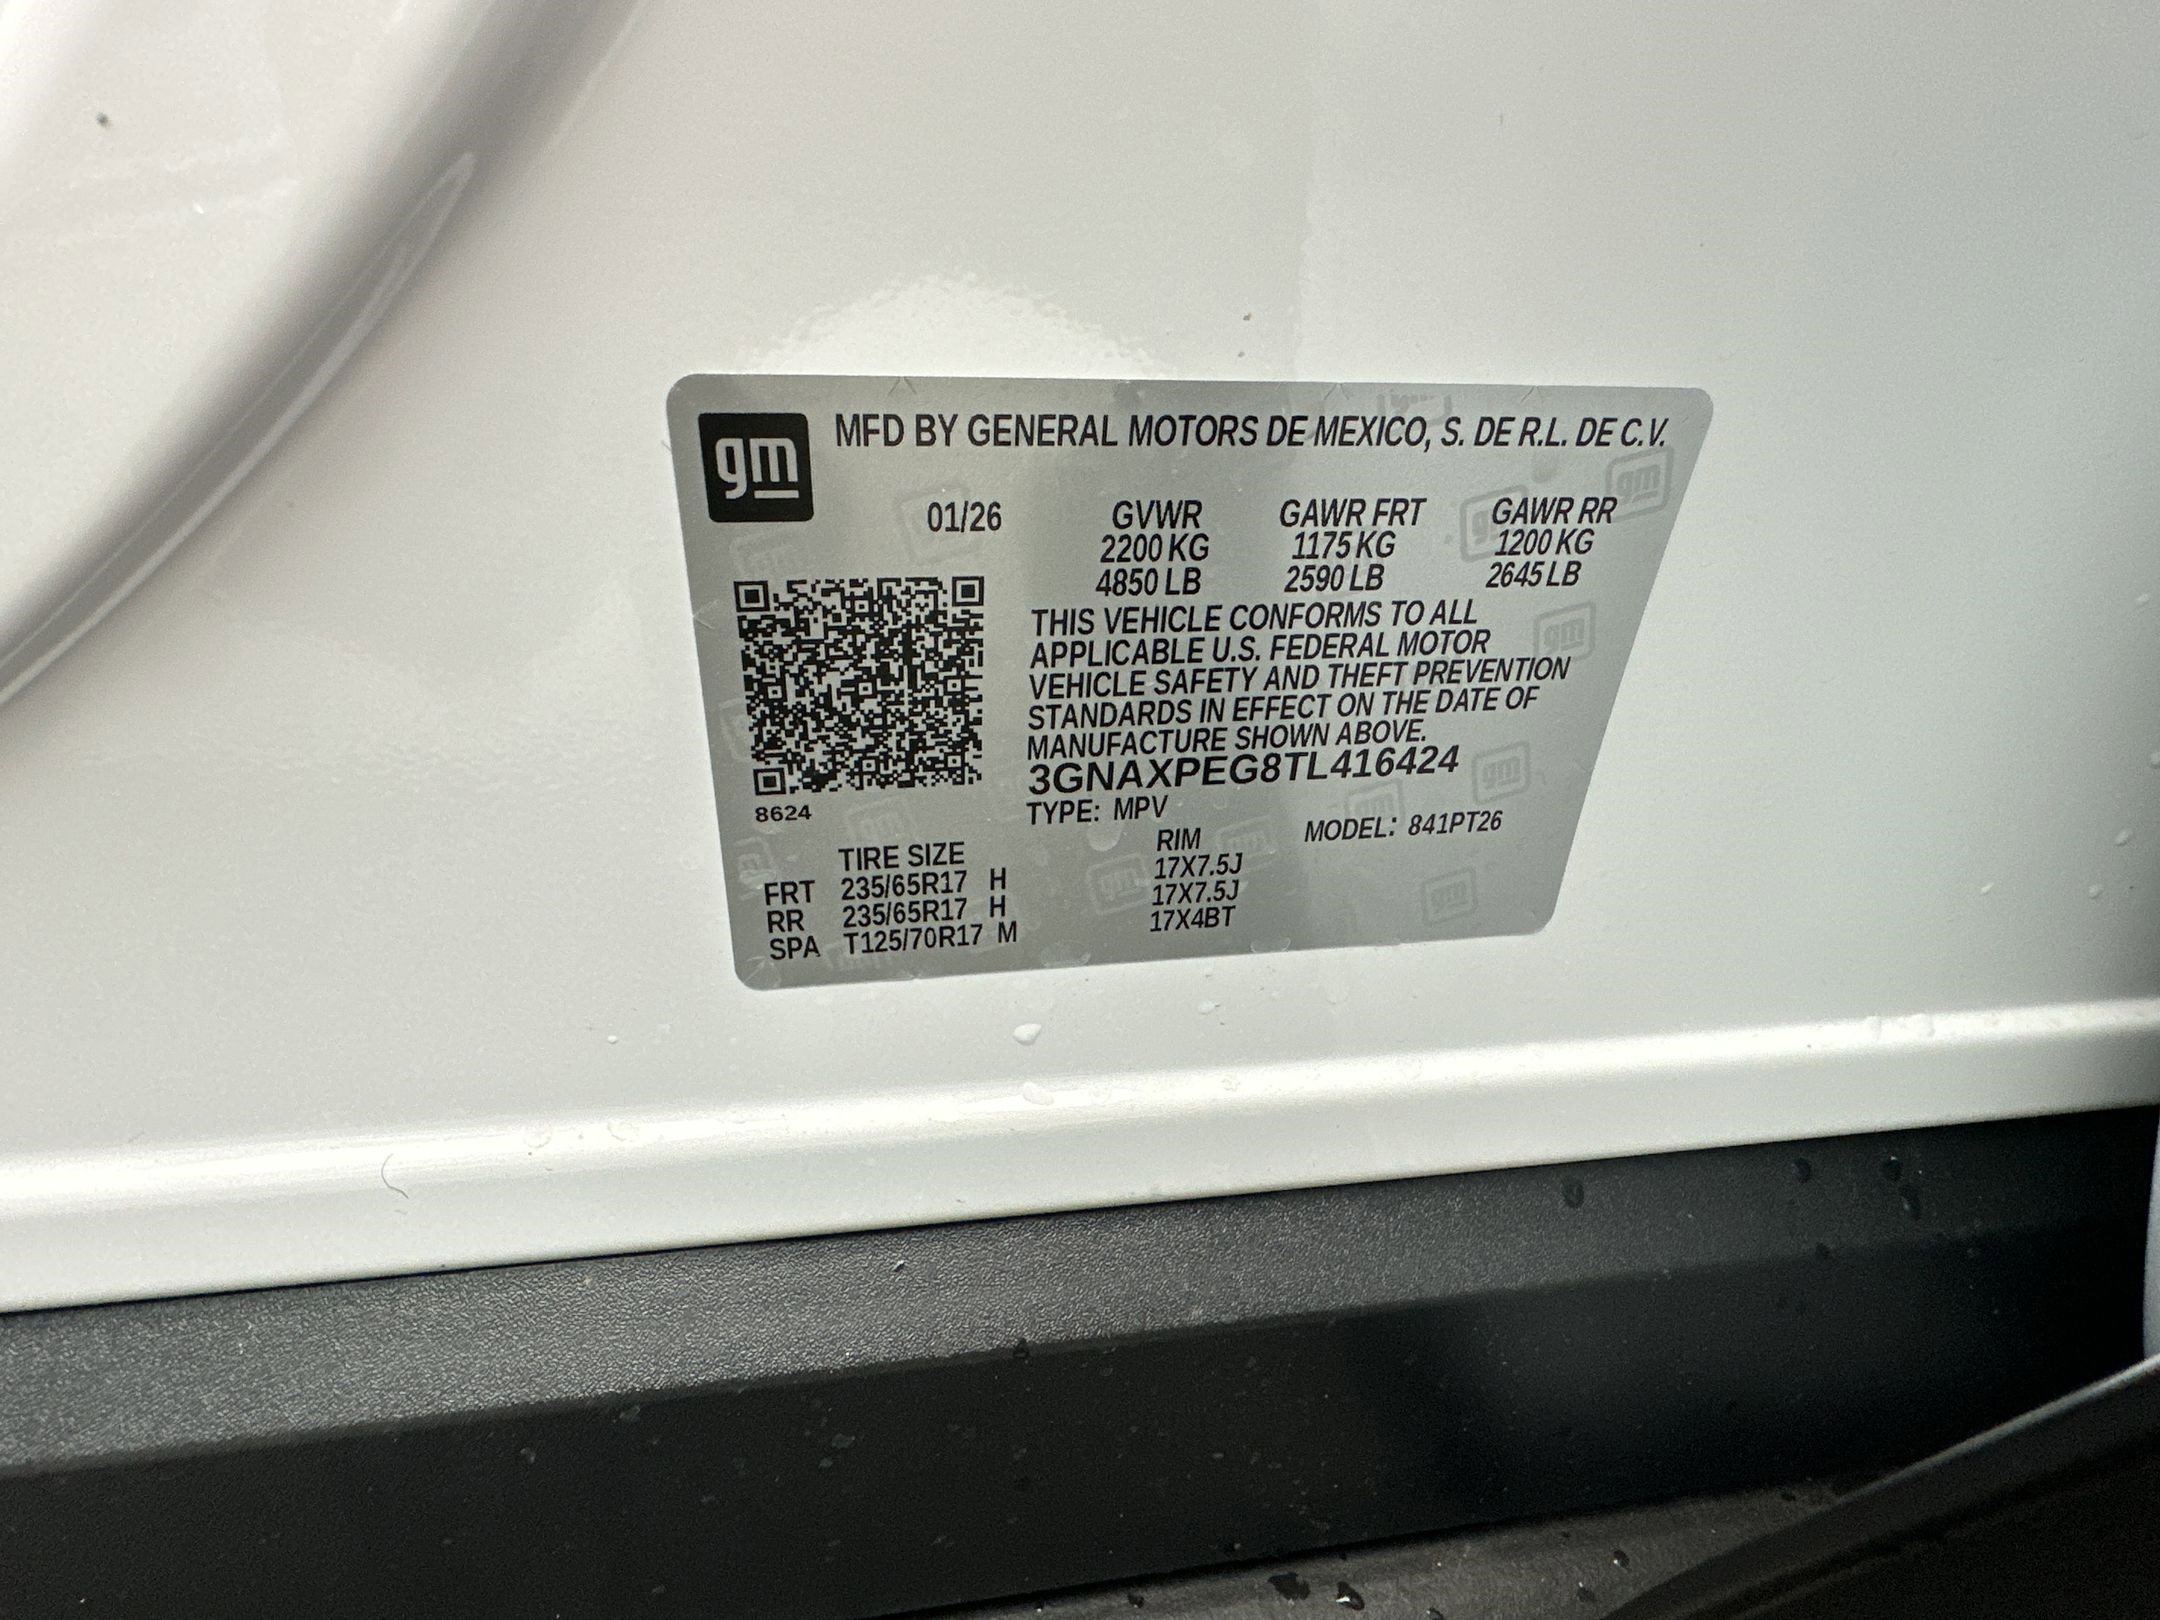 gm MFD BY GENERAL MOTORS DE MEXICO, S. DE R.L. DE C.V.
01/26 GVWR GAWR FRT GAWR RR
2200 KG 1175 KG 1200 KG
4850 LB 2590 LB 2645 LB
THIS VEHICLE CONFORMS TO ALL
APPLICABLE U.S. FEDERAL MOTOR
VEHICLE SAFETY AND THEFT PREVENTION
STANDARDS IN EFFECT ON THE DATE OF
MANUFACTURE SHOWN ABOVE.
3GNAXPEG8TL416424
8624
TYPE: MPV MODEL: 841PT26
TIRE SIZE RIM
FRT 235/65R17 H 17X7.5J
RR 235/65R17 H 17X7.5J
SPA T125/70R17 M 17X4BT